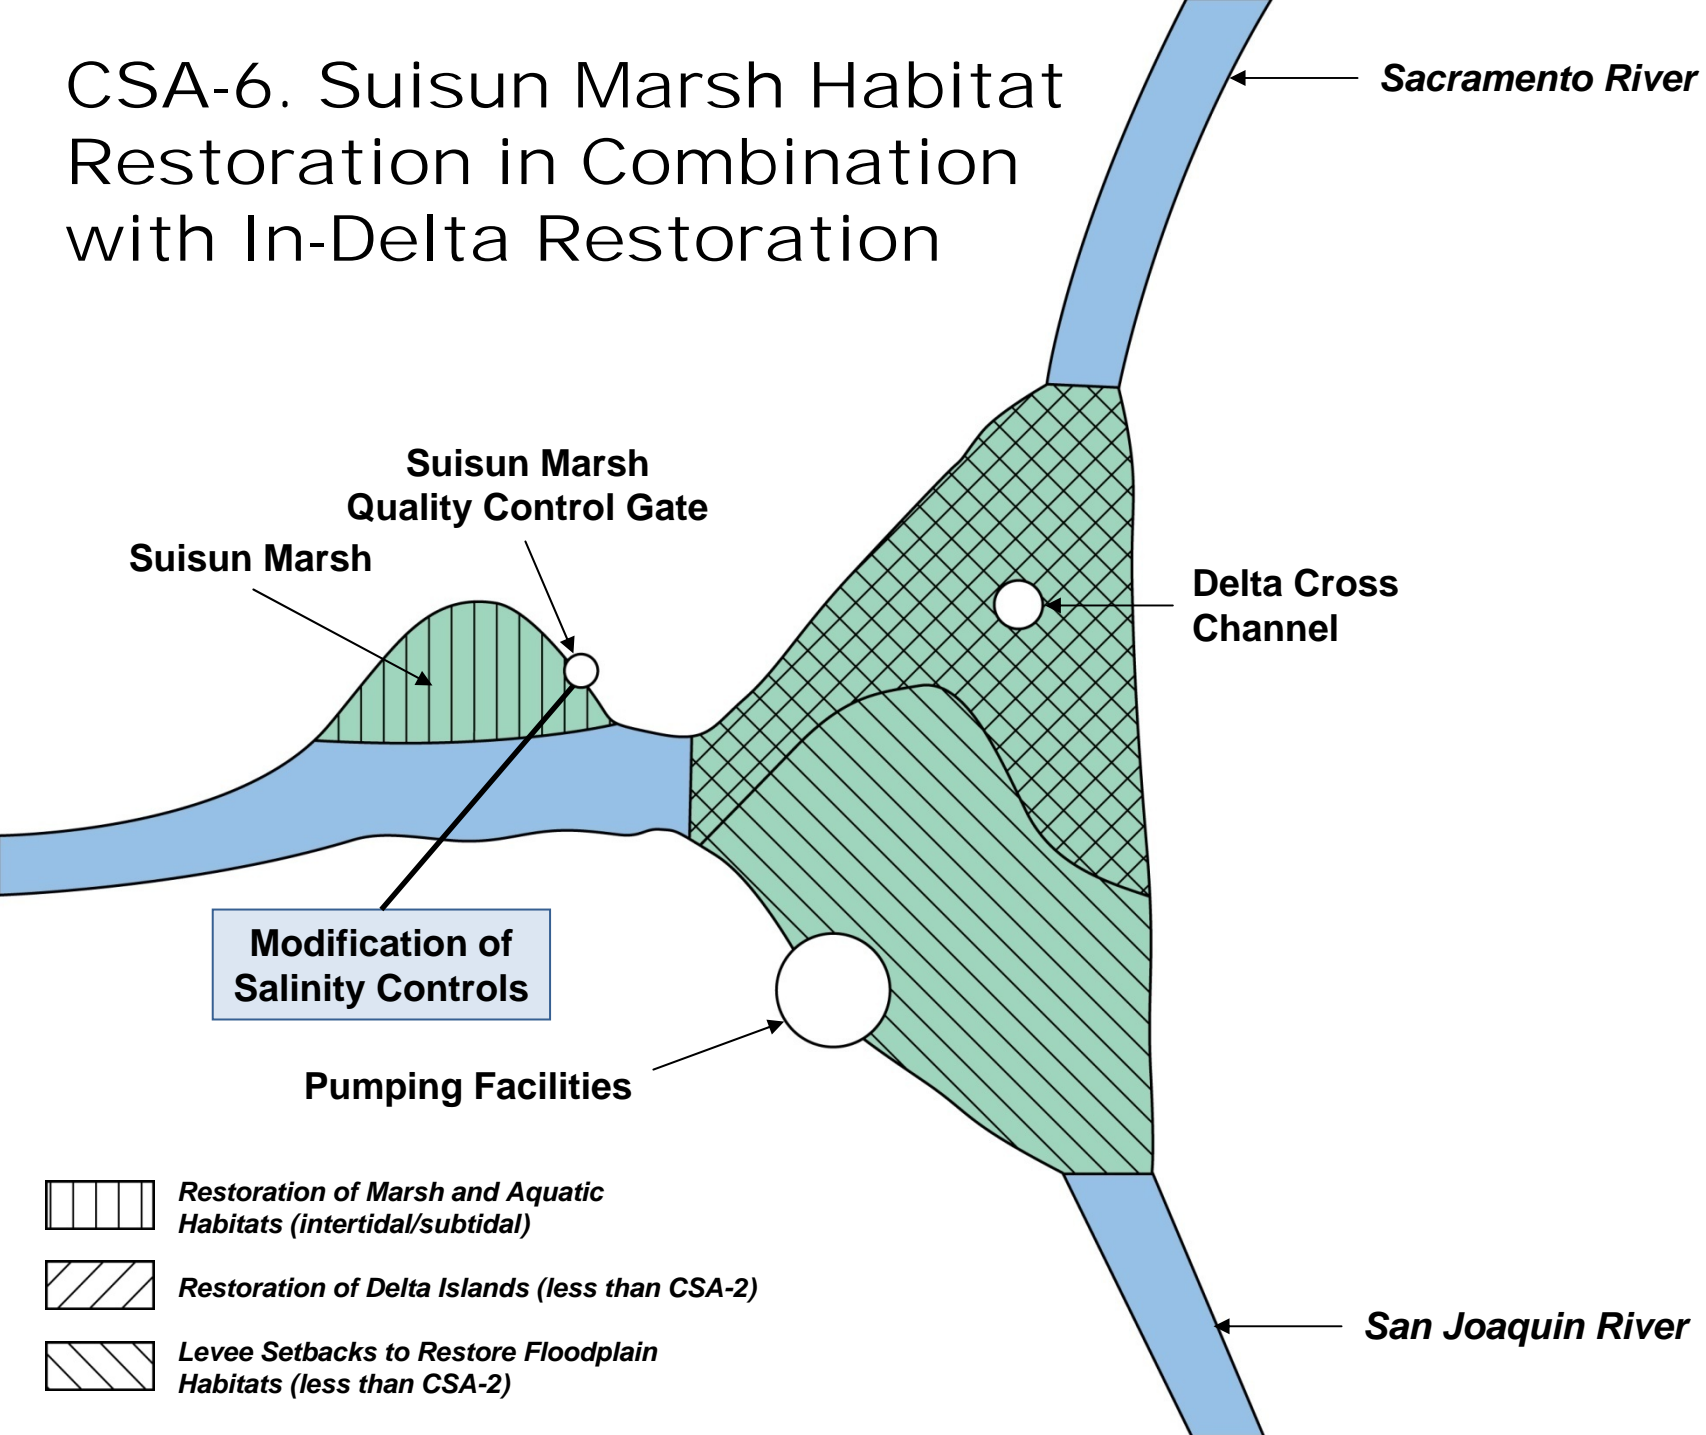 CSA-6. Suisun Marsh Habitat
Restoration in Combination
with In-Delta Restoration
Sacramento River
Suisun Marsh
Quality Control Gate
Suisun Marsh
Delta Cross
Channel
Modification of
Salinity Controls
Pumping Facilities
Restoration of Marsh and Aquatic
Habitats (intertidal/subtidal)
Restoration of Delta Islands (less than CSA-2)
Levee Setbacks to Restore Floodplain
Habitats (less than CSA-2)
San Joaquin River